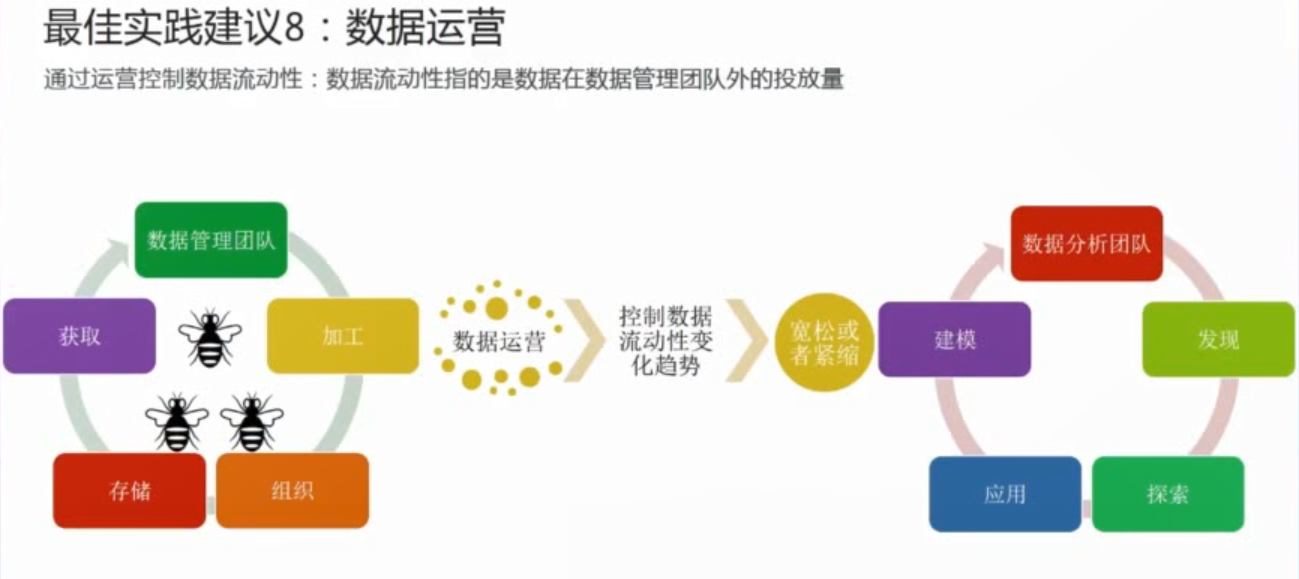 最佳实践建议8：数据运营
通过运营控制数据流动性：数据流动性指的是数据在数据管理团队外的投放量
数据管理团队
获取
加工
存储
组织
数据运营
控制数据
流动性变
化趋势
宽松或
者紧缩
数据分析团队
建模
发现
应用
探索